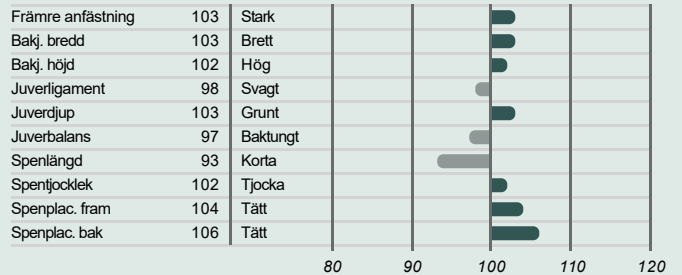 Främre anfästning 103 Stark
Bakj. bredd 103 Brett
Bakj. höjd 102 Hög
Juverligament 98 Svagt
Juverdjup 103 Grunt
Juverbalans 97 Baktungt
Spenlängd 93 Korta
Spentjocklek 102 Tjocka
Spenplac. fram 104 Tätt
Spenplac. bak 106 Tätt
80 90 100 110 120